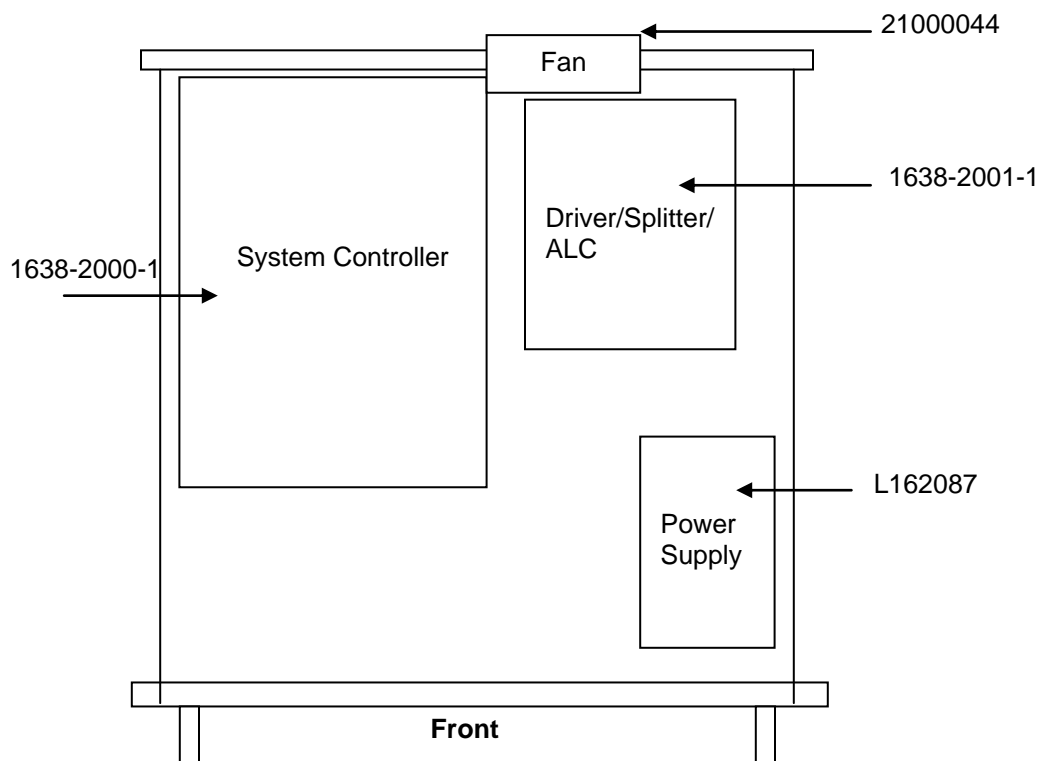 21000044
Fan
1638-2001-1
Driver/Splitter/
ALC
System Controller
1638-2000-1
L162087
Power
Supply
Front